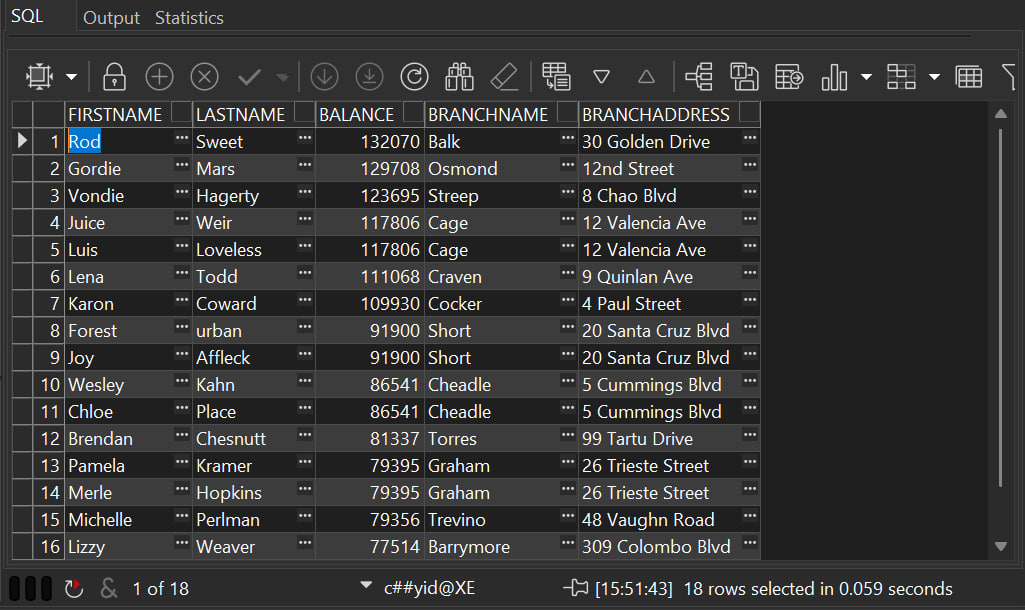 SQL Output Statistics
FIRSTNAME LASTNAME BALANCE BRANCHNAME BRANCHADDRESS
1 Rod ... Sweet ... 132070 Balk ... 30 Golden Drive ...
2 Gordie ... Mars ... 129708 Osmond ... 12nd Street ...
3 Vondie ... Hagerty ... 123695 Streep ... 8 Chao Blvd ...
4 Juice ... Weir ... 117806 Cage ... 12 Valencia Ave ...
5 Luis ... Loveless ... 117806 Cage ... 12 Valencia Ave ...
6 Lena ... Todd ... 111068 Craven ... 9 Quinlan Ave ...
7 Karon ... Coward ... 109930 Cocker ... 4 Paul Street ...
8 Forest ... urban ... 91900 Short ... 20 Santa Cruz Blvd ...
9 Joy ... Affleck ... 91900 Short ... 20 Santa Cruz Blvd ...
10 Wesley ... Kahn ... 86541 Cheadle ... 5 Cummings Blvd ...
11 Chloe ... Place ... 86541 Cheadle ... 5 Cummings Blvd ...
12 Brendan ... Chesnutt ... 81337 Torres ... 99 Tartu Drive ...
13 Pamela ... Kramer ... 79395 Graham ... 26 Trieste Street ...
14 Merle ... Hopkins ... 79395 Graham ... 26 Trieste Street ...
15 Michelle ... Perlman ... 79356 Trevino ... 48 Vaughn Road ...
16 Lizzy ... Weaver ... 77514 Barrymore ... 309 Colombo Blvd ...
& 1 of 18 c##yid@XE [15:51:43] 18 rows selected in 0.059 seconds